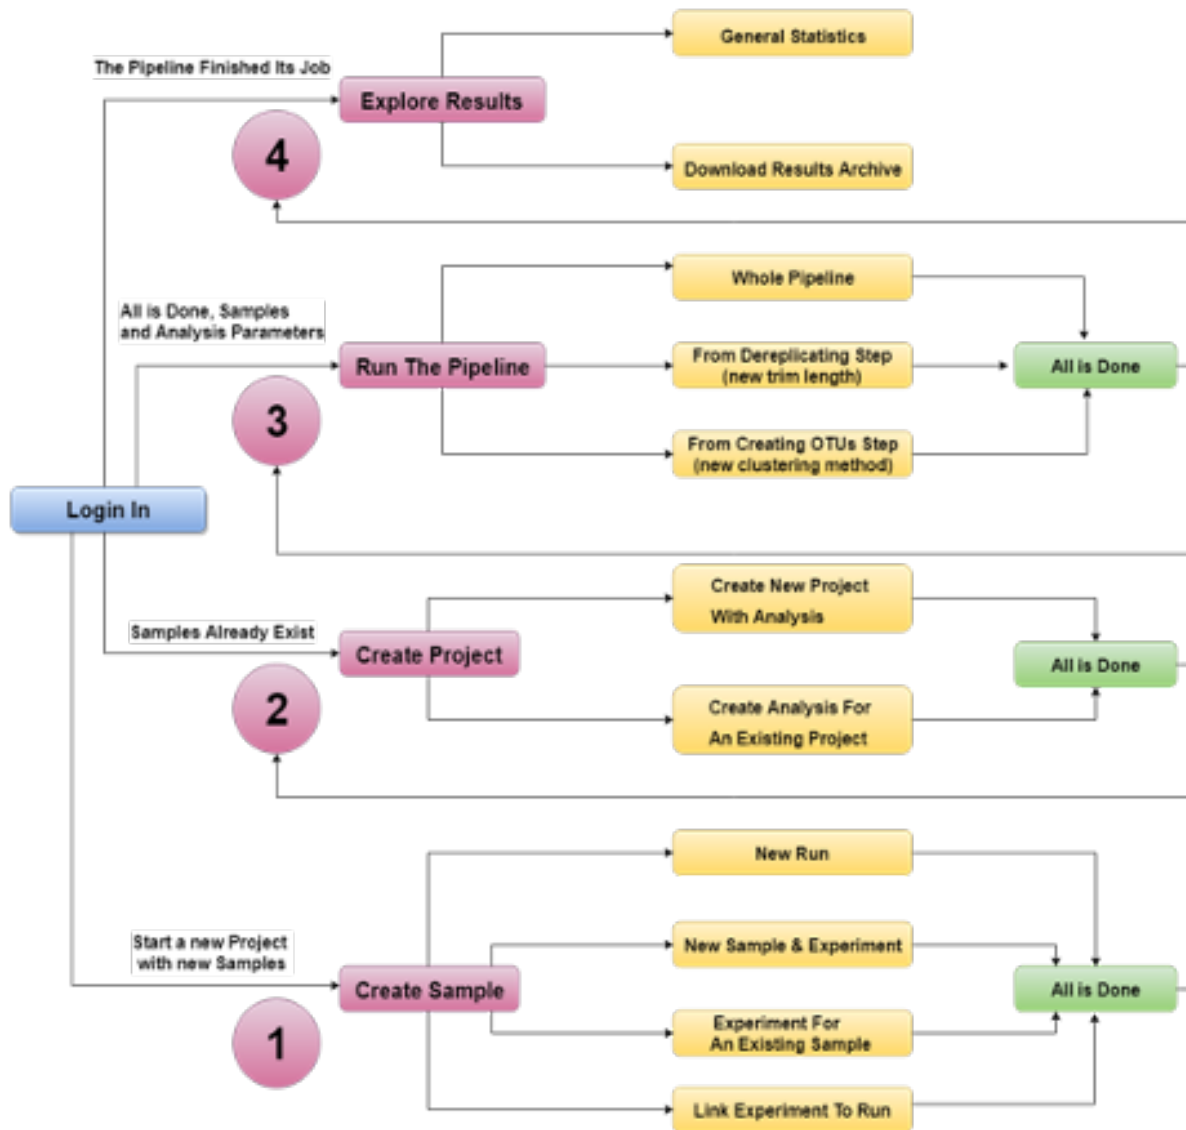 General Statistics
The Pipeline Finished Its Job
Explore Results
4
Download Results Archive
Whole Pipeline
All is Done, Samples
and Analysis Parameters
Run The Pipeline
From Dereplicating Step
(new trim length)
All is Done
3
From Creating OTUs Step
(new clustering method)
Login In
Create New Project
With Analysis
Samples Already Exist
Create Project
All is Done
2
Create Analysis For
An Existing Project
New Run
Start a new Project
with new Samples
New Sample & Experiment
Create Sample
All is Done
1
Experiment For
An Existing Sample
Link Experiment To Run